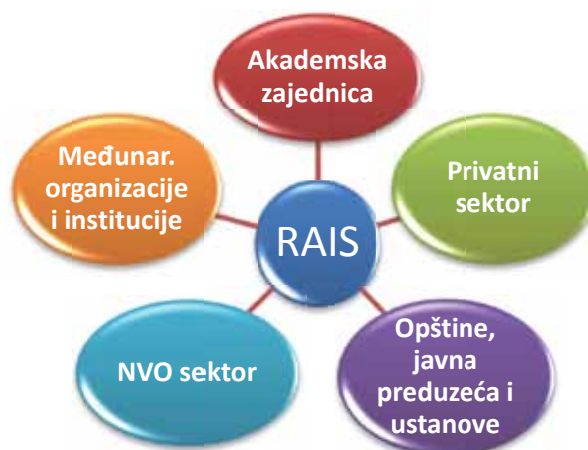 Akademska
zajednica
Međunar.
organizacije
i institucije
Privatni
sektor
RAIS
NVO sektor
Opštine,
javna
preduzeća i
ustanove